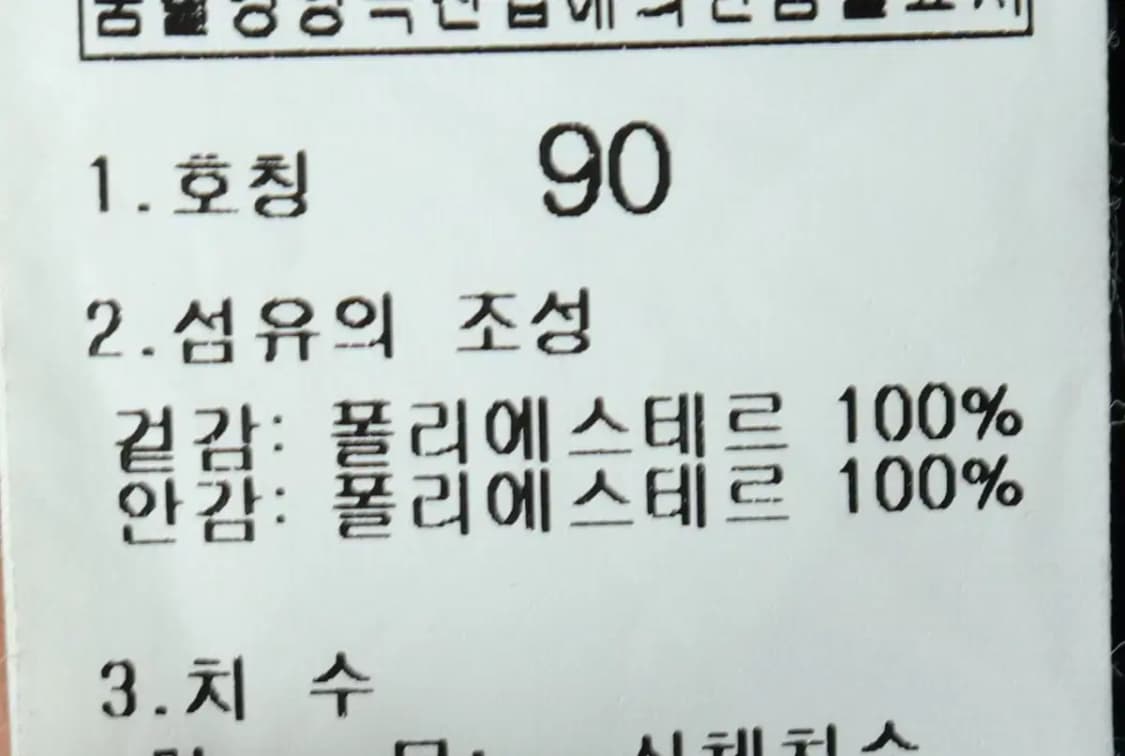 1.호칭 90
2.섬유의 조성
겉감: 폴리에스테르 100%
안감: 폴리에스테르 100%
3.치 수